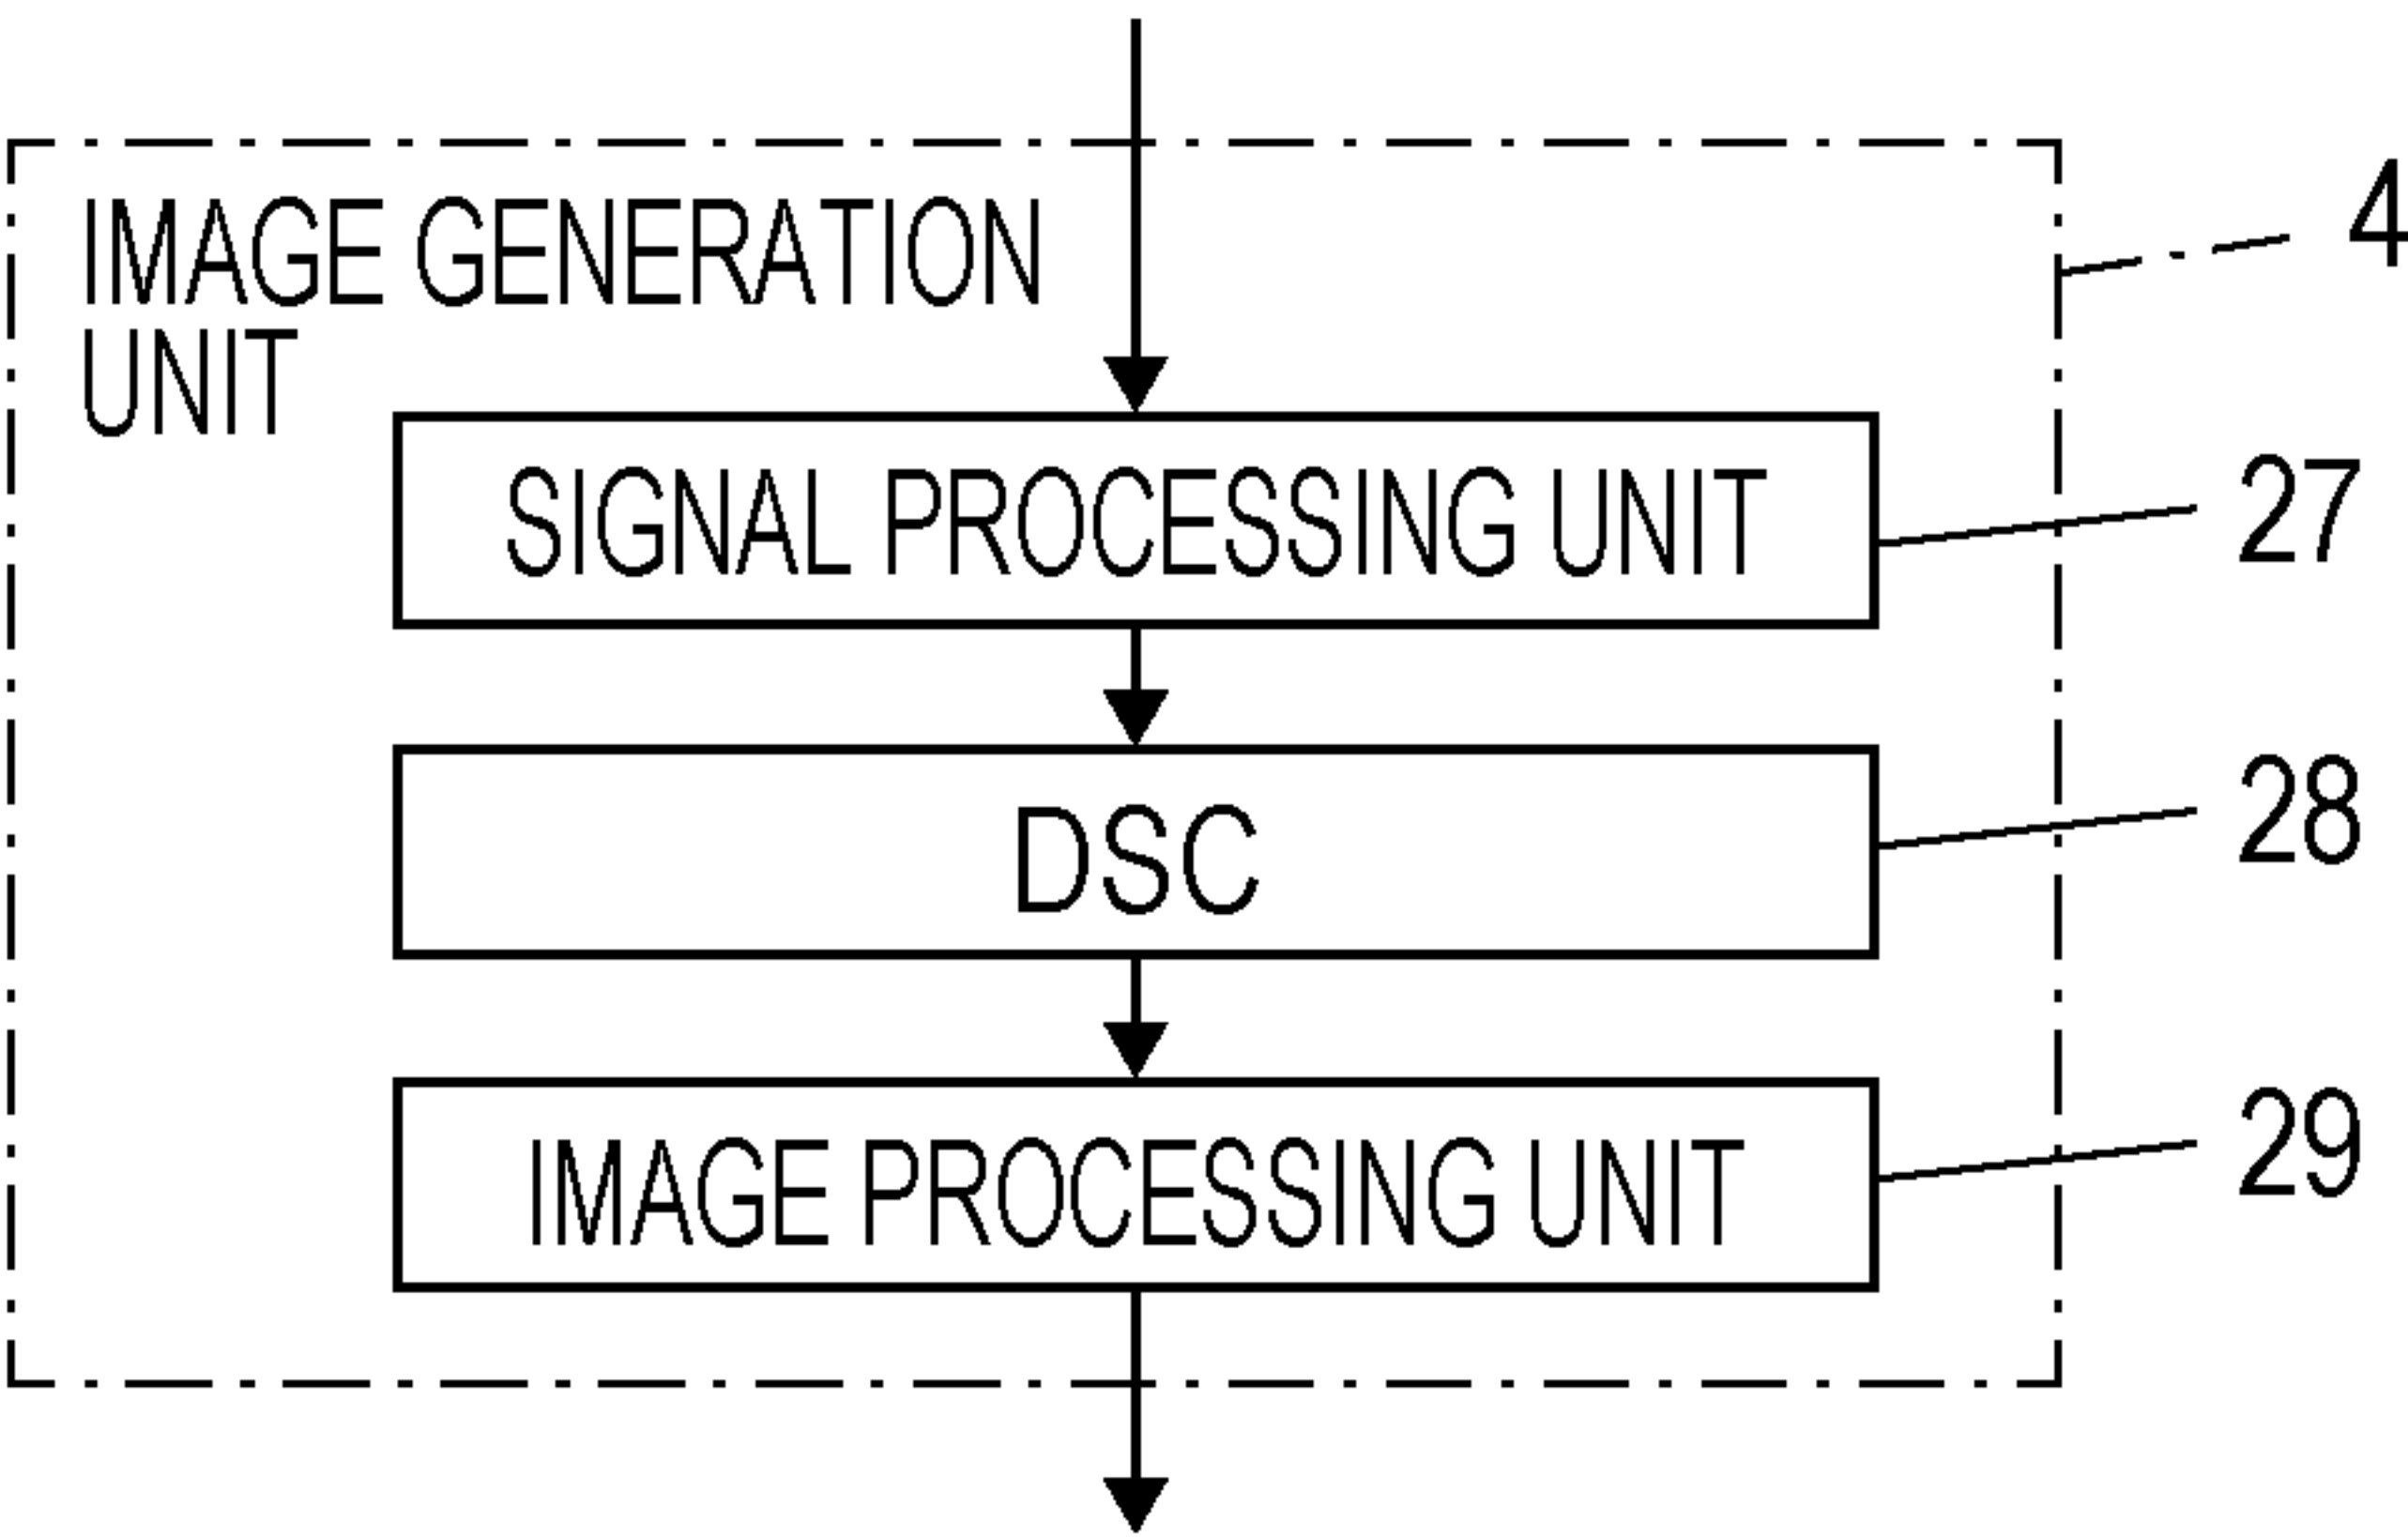 IMAGE GENERATION
UNIT
4
SIGNAL PROCESSING UNIT
27
DSC
28
IMAGE PROCESSING UNIT
29